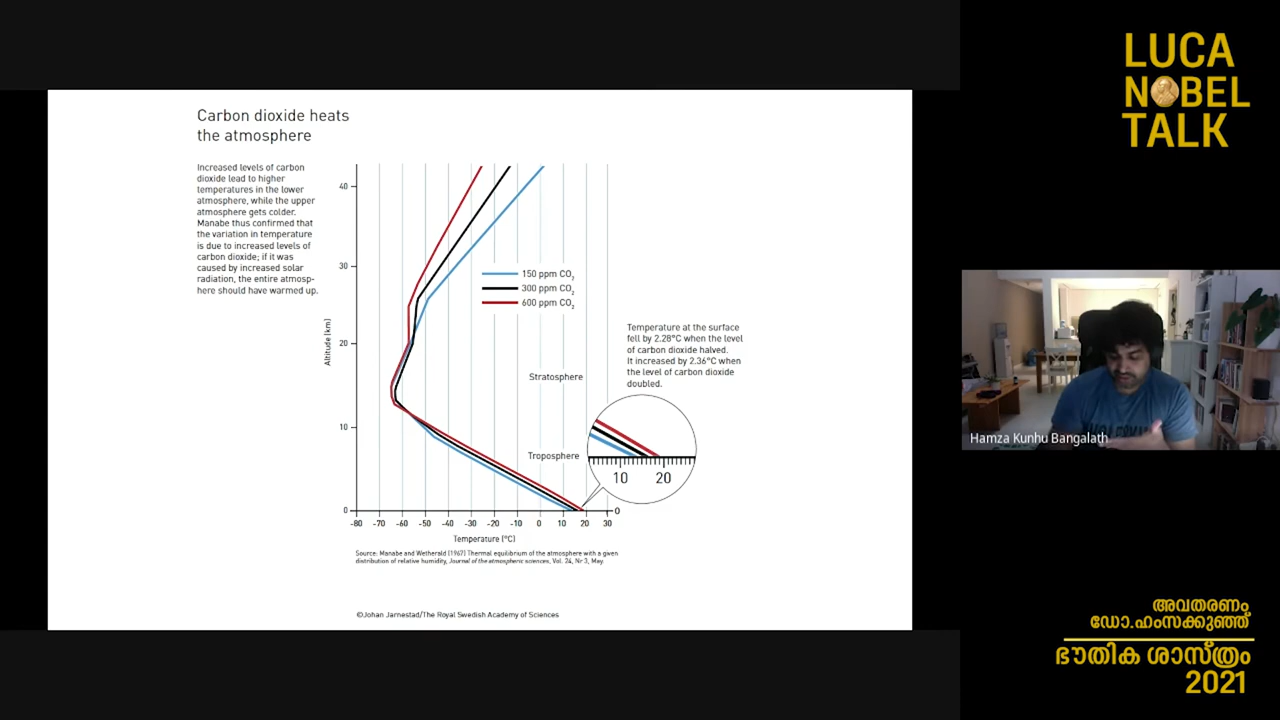 Carbon dioxide heats
the atmosphere
Increased levels of carbon
dioxide lead to higher
temperatures in the lower
atmosphere, while the upper
atmosphere gets colder.
Manabe thus confirmed that
the variation in temperature
is due to increased levels of
carbon dioxide; if it was
caused by increased solar
radiation, the entire atmosp-
here should have warmed up.
Altitude (km)
40
30
20
10
0
150 ppm CO₂
300 ppm CO₂
600 ppm CO₂
Temperature at the surface
fell by 2.28°C when the level
of carbon dioxide halved.
It increased by 2.36°C when
the level of carbon dioxide
doubled.
Stratosphere
Troposphere
10 20
0
-80 -70 -60 -50 -40 -30 -20 -10 0 10 20 30
Temperature (°C)
Source: Manabe and Wetherald (1967) Thermal equilibrium of the atmosphere with a given
distribution of relative humidity, Journal of the atmospheric sciences, Vol. 24, Nr 3, May.
©Johan Jarnestad/The Royal Swedish Academy of Sciences
LUCA
NOBEL
TALK
Hamza Kunhu Bangalath
അവതരണം
ഡോ.ഹംസക്കുഞ്ഞ്
ഭൗതിക ശാസ്ത്രം
2021